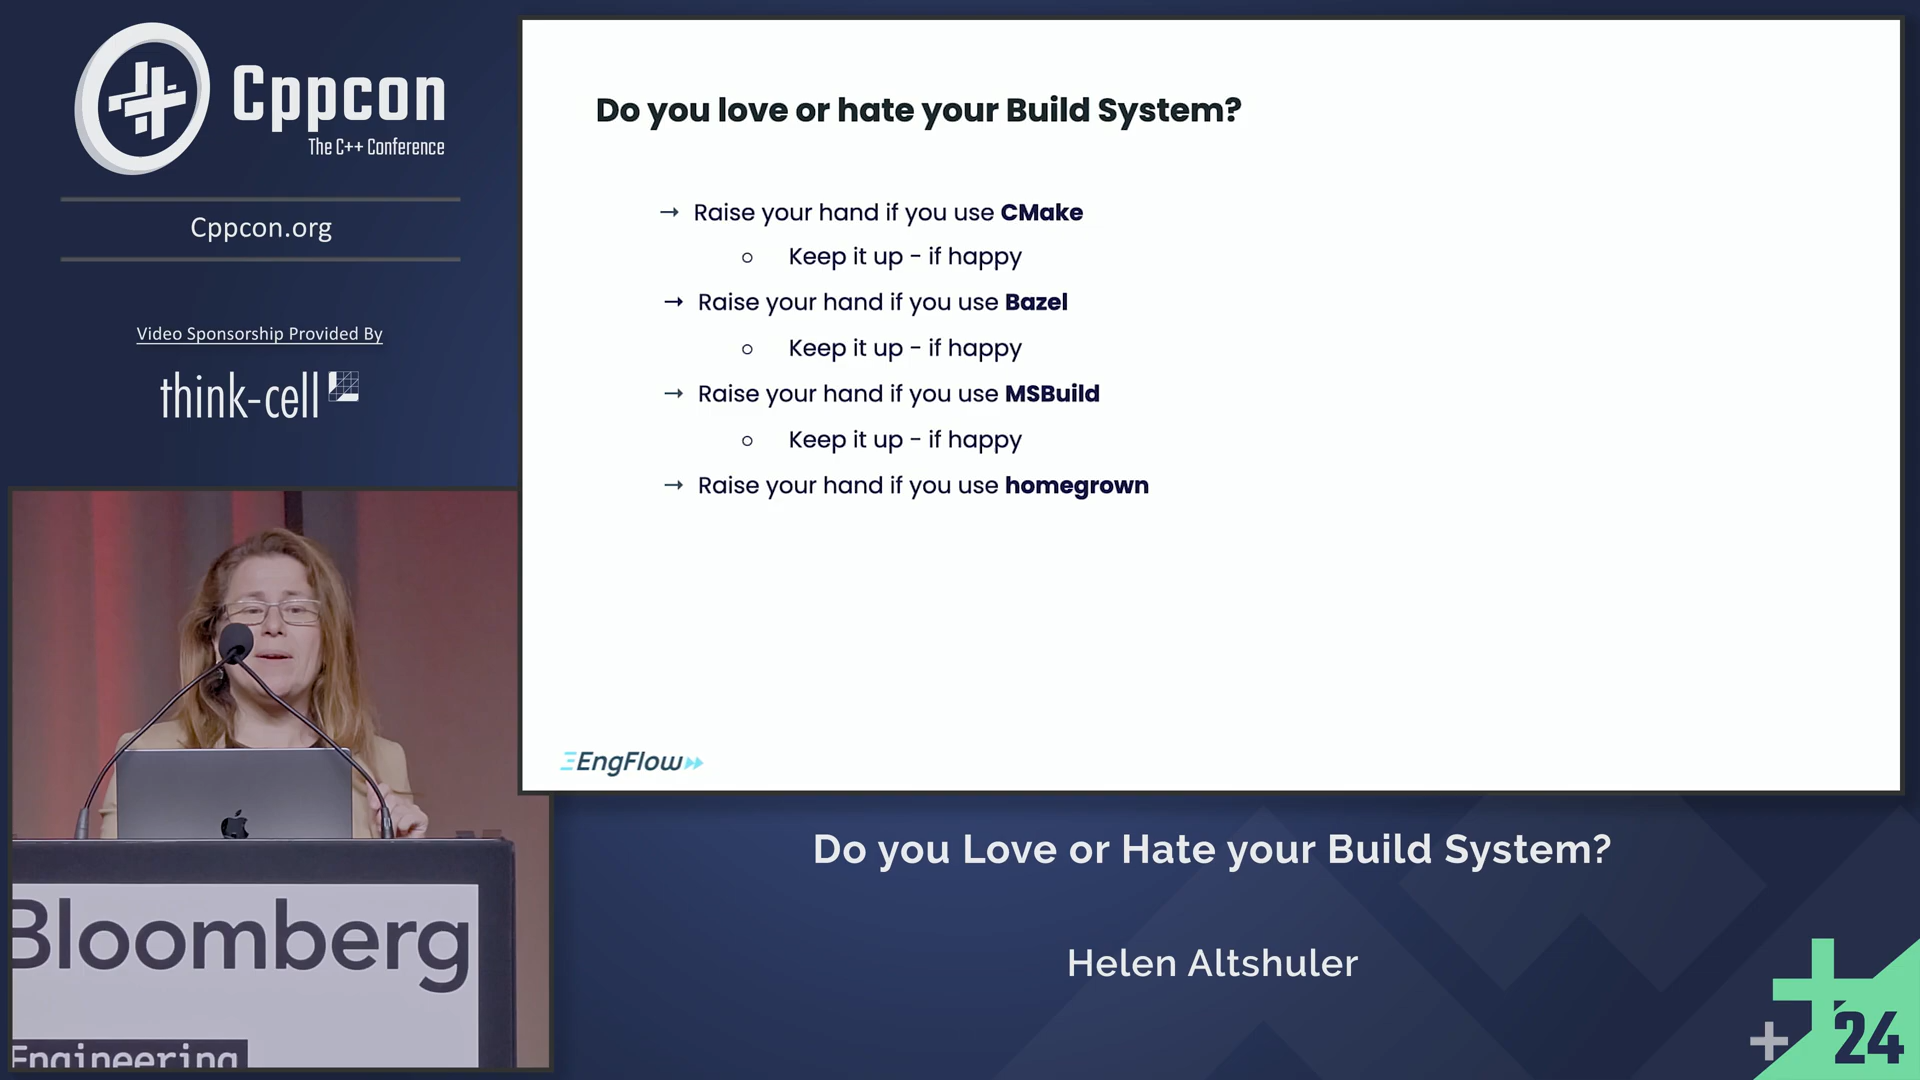 Cppcon
The C++ Conference
Cppcon.org
Video Sponsorship Provided By
think-cell
Do you love or hate your Build System?
→ Raise your hand if you use CMake
○ Keep it up - if happy
→ Raise your hand if you use Bazel
○ Keep it up - if happy
→ Raise your hand if you use MSBuild
○ Keep it up - if happy
→ Raise your hand if you use homegrown
EngFlow
Bloomberg
Engineering
Do you Love or Hate your Build System?
Helen Altshuler
24